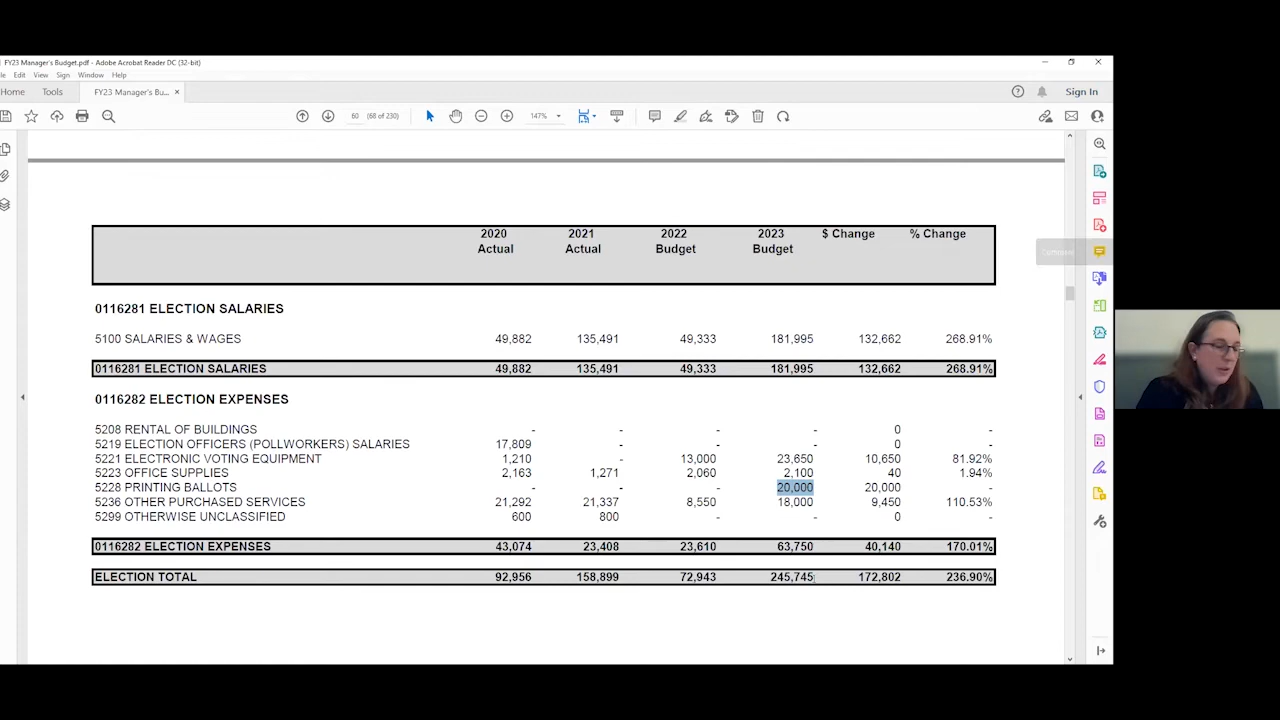 FY23 Manager's Budget.pdf - Adobe Acrobat Reader DC (32-bit)
Edit View Sign Window Help
Home Tools FY23 Manager's Bu... × Sign In
60 (68 of 230) 147%
2020 2021 2022 2023 $ Change % Change
Actual Actual Budget Budget
0116281 ELECTION SALARIES
5100 SALARIES & WAGES 49,882 135,491 49,333 181,995 132,662 268.91%
0116281 ELECTION SALARIES 49,882 135,491 49,333 181,995 132,662 268.91%
0116282 ELECTION EXPENSES
5208 RENTAL OF BUILDINGS - - - - 0 -
5219 ELECTION OFFICERS (POLLWORKERS) SALARIES 17,809 - - - 0 -
5221 ELECTRONIC VOTING EQUIPMENT 1,210 - 13,000 23,650 10,650 81.92%
5223 OFFICE SUPPLIES 2,163 1,271 2,060 2,100 40 1.94%
5228 PRINTING BALLOTS - - - 20,000 20,000 -
5236 OTHER PURCHASED SERVICES 21,292 21,337 8,550 18,000 9,450 110.53%
5299 OTHERWISE UNCLASSIFIED 600 800 - - 0 -
0116282 ELECTION EXPENSES 43,074 23,408 23,610 63,750 40,140 170.01%
ELECTION TOTAL 92,956 158,899 72,943 245,745 172,802 236.90%